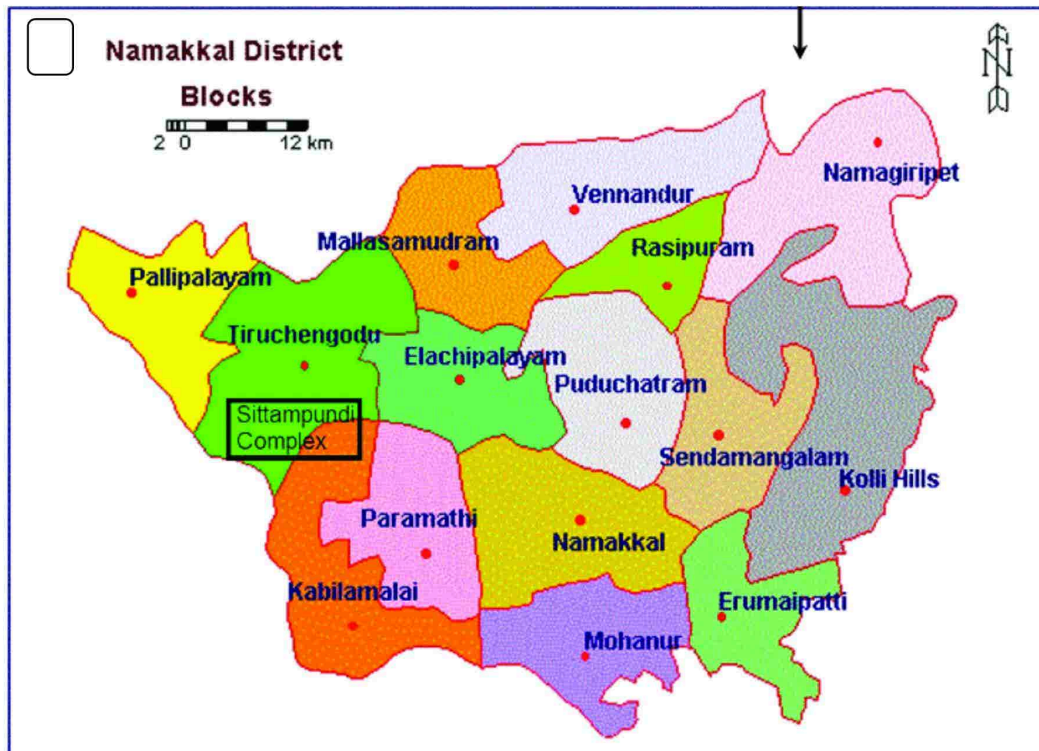 Namakkal District
Blocks
2 0 12 km
N
Namagiripet
Vennandur
Mallasamudram
Rasipuram
Pallipalayam
Tiruchengodu
Elachipalayam
Puduchatram
Sittampundi
Complex
Sendamangalam
Kolli Hills
Paramathi
Namakkal
Kabilamalai
Erumaipatti
Mohanur